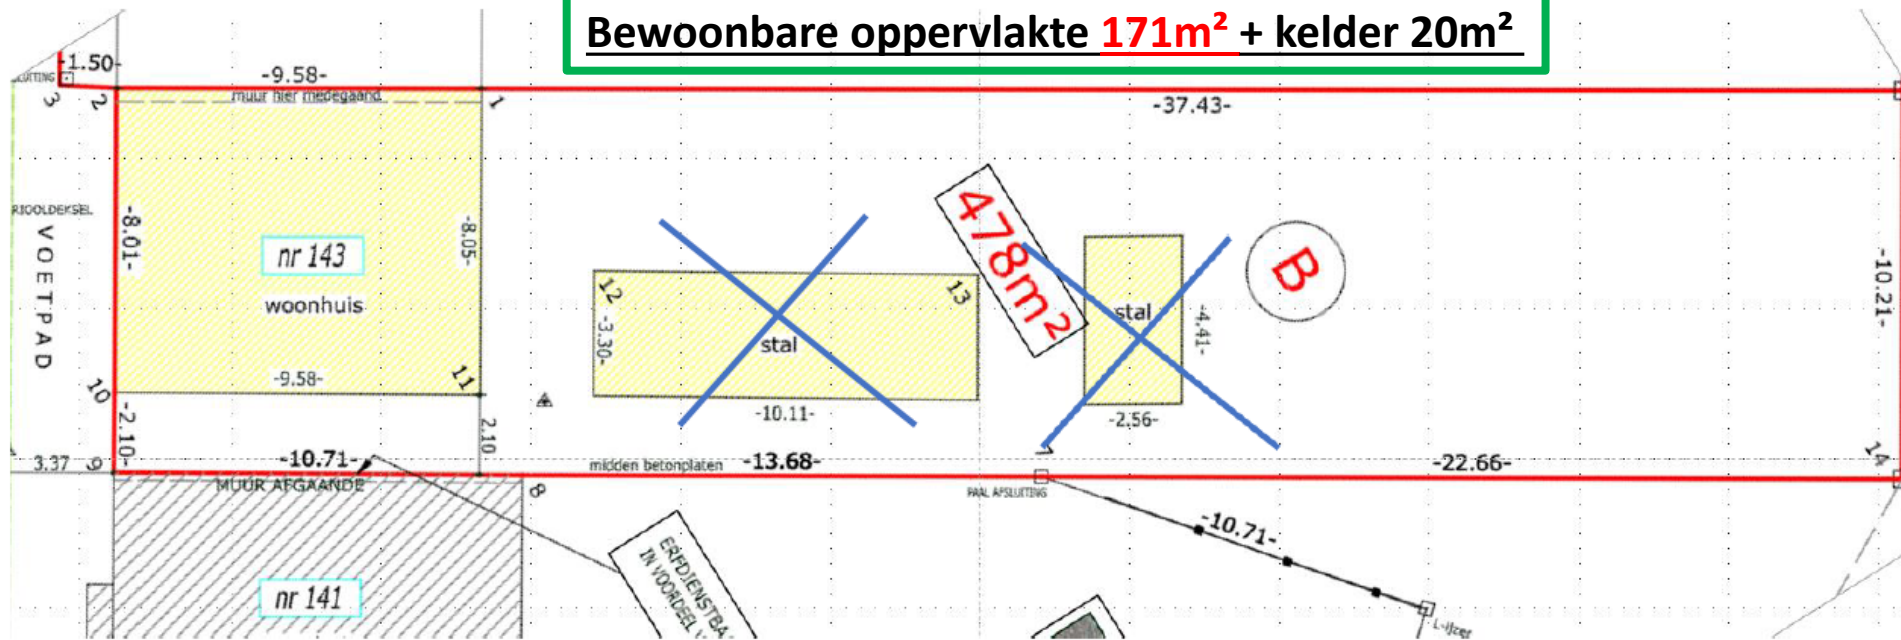 Bewoonbare oppervlakte 171m² + kelder 20m²
-1.50-
-9.58-
muur hier medegaand
3
2
1
-37.43-
RIOOLDEKSEL
VOETPAD
-8.01-
-8.05-
nr 143
woonhuis
-9.58-
10
11
12
13
-3.30-
stal
-10.11-
478m²
stal
-4.41-
-2.56-
B
-10.21-
-2.10-
2.10
3.37
9
-10.71-
MUUR AFGAANDE
8
midden betonplaten
-13.68-
7
PAAL AFSLUITING
-22.66-
14
-10.71-
L-ijzer
nr 141
ERFDIENSTBA
IN VOORDEEL